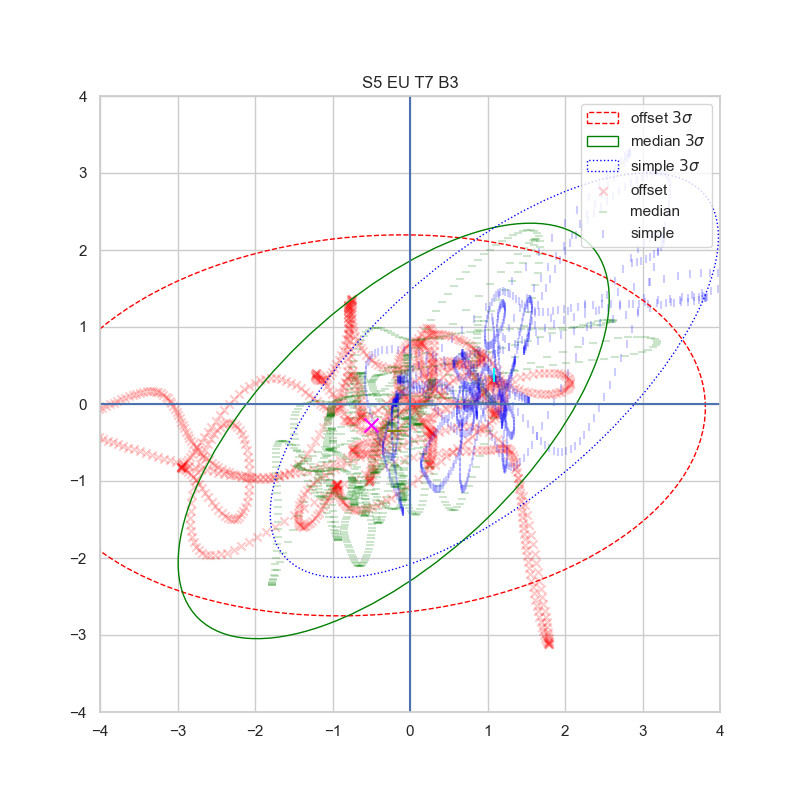 S5 EU T7 B3
offset 3σ
median 3σ
simple 3σ
offset
median
simple
4
3
2
1
0
−1
−2
−3
−4
−4 −3 −2 −1 0 1 2 3 4